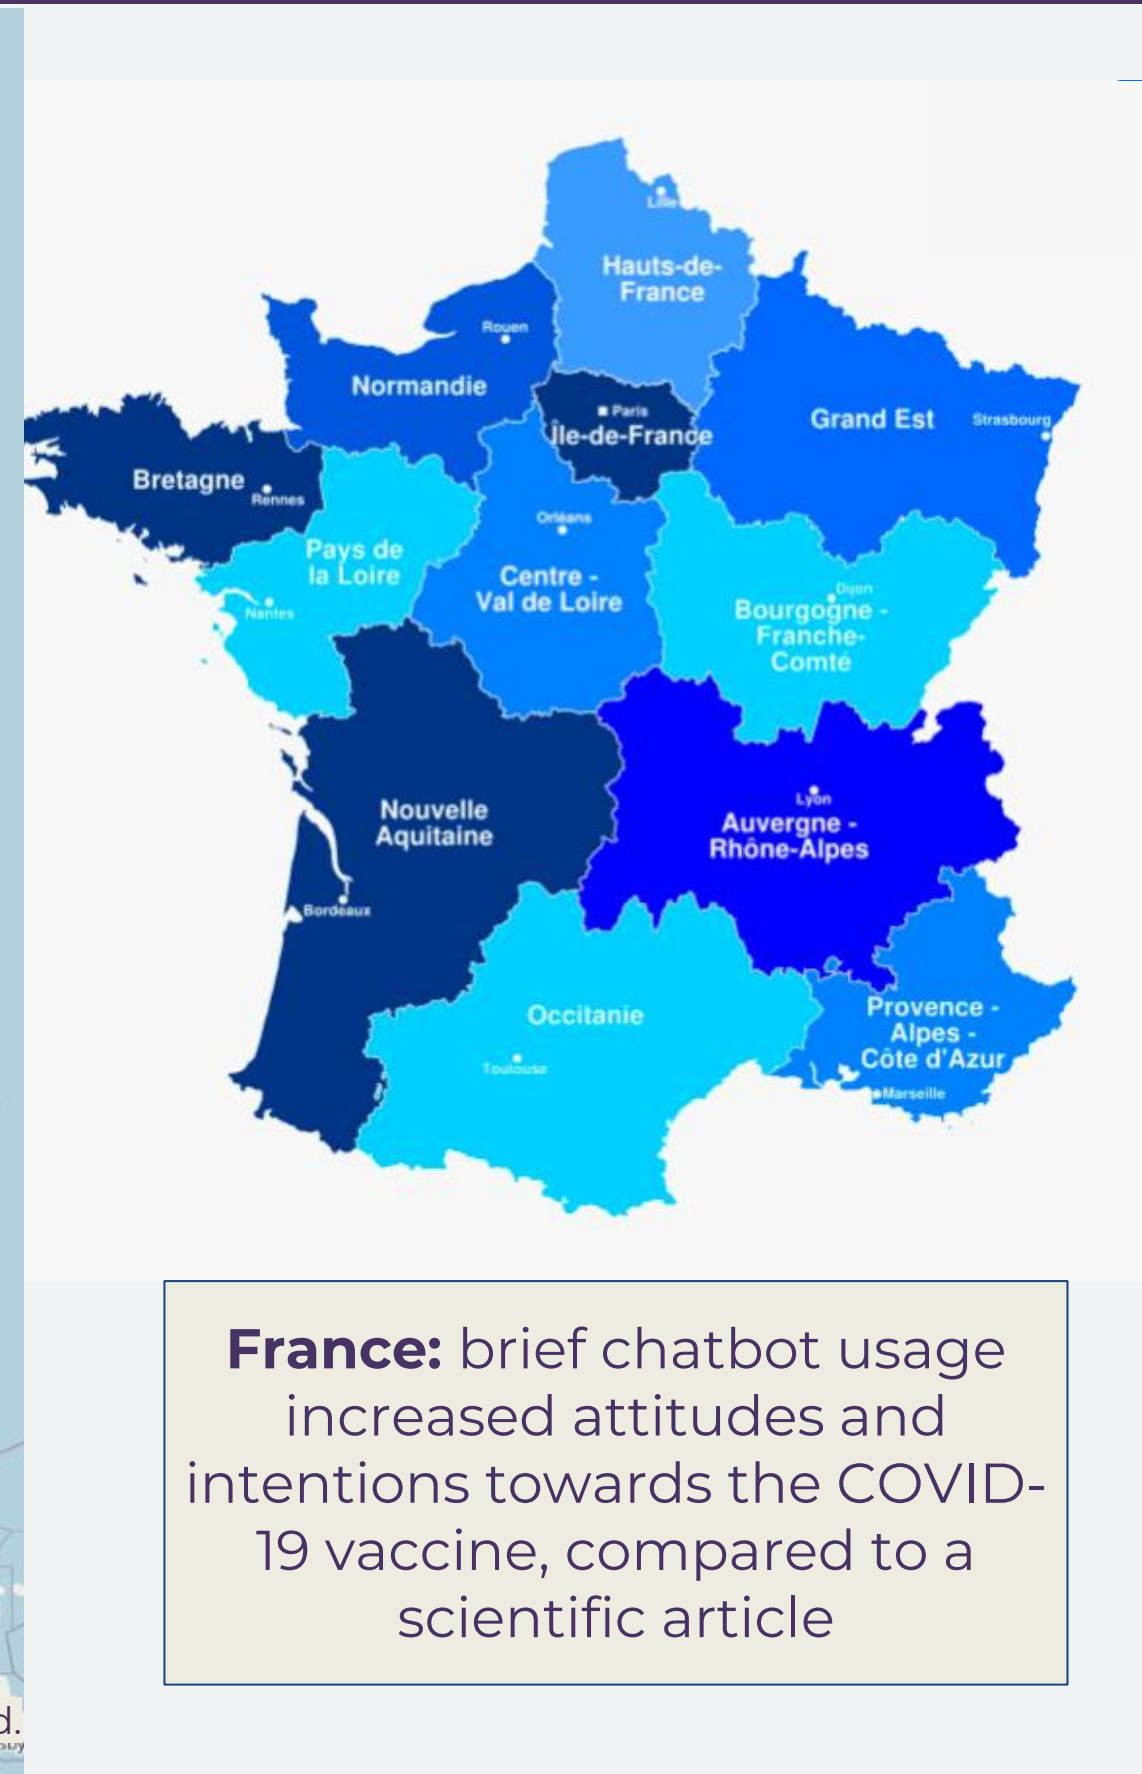 Lille
Hauts-de-
France
Rouen
Normandie
Paris
Île-de-France
Grand Est
Strasbourg
Bretagne
Rennes
Pays de
la Loire
Nantes
Orléans
Centre -
Val de Loire
Dijon
Bourgogne -
Franche-
Comté
Nouvelle
Aquitaine
Bordeaux
Lyon
Auvergne -
Rhône-Alpes
Occitanie
Toulouse
Provence -
Alpes -
Côte d'Azur
Marseille
France: brief chatbot usage
increased attitudes and
intentions towards the COVID-
19 vaccine, compared to a
scientific article
d.